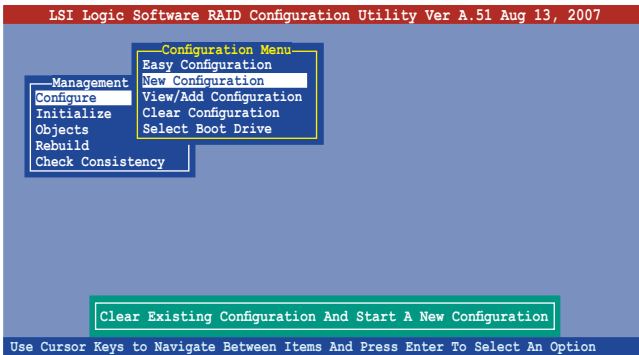 LSI Logic Software RAID Configuration Utility Ver A.51 Aug 13, 2007
Configuration Menu
Easy Configuration
New Configuration
View/Add Configuration
Clear Configuration
Select Boot Drive
Management
Configure
Initialize
Objects
Rebuild
Check Consistency
Clear Existing Configuration And Start A New Configuration
Use Cursor Keys to Navigate Between Items And Press Enter To Select An Option